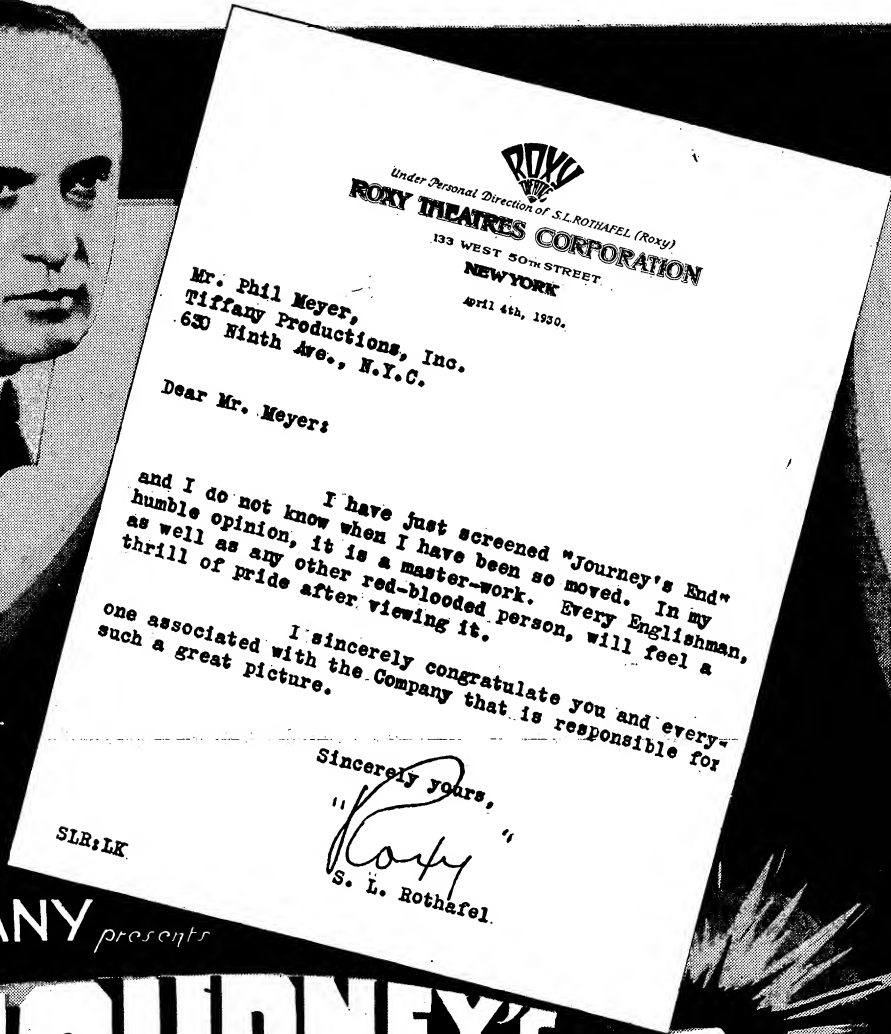 ROXY
THEATRE
Under Personal Direction of S.L.ROTHAFEL (Roxy)
ROXY THEATRES CORPORATION
133 WEST 50TH STREET
NEW YORK
April 4th, 1930.
Mr. Phil Meyer,
Tiffany Productions, Inc.
630 Ninth Ave., N.Y.C.
Dear Mr. Meyer:
I have just screened "Journey's End"
and I do not know when I have been so moved. In my
humble opinion, it is a master-work. Every Englishman,
as well as any other red-blooded person, will feel a
thrill of pride after viewing it.
I sincerely congratulate you and every-
one associated with the Company that is responsible for
such a great picture.
Sincerely yours,
"Roxy"
S. L. Rothafel
SLR:LK
ANY presents
JOURNEY'S